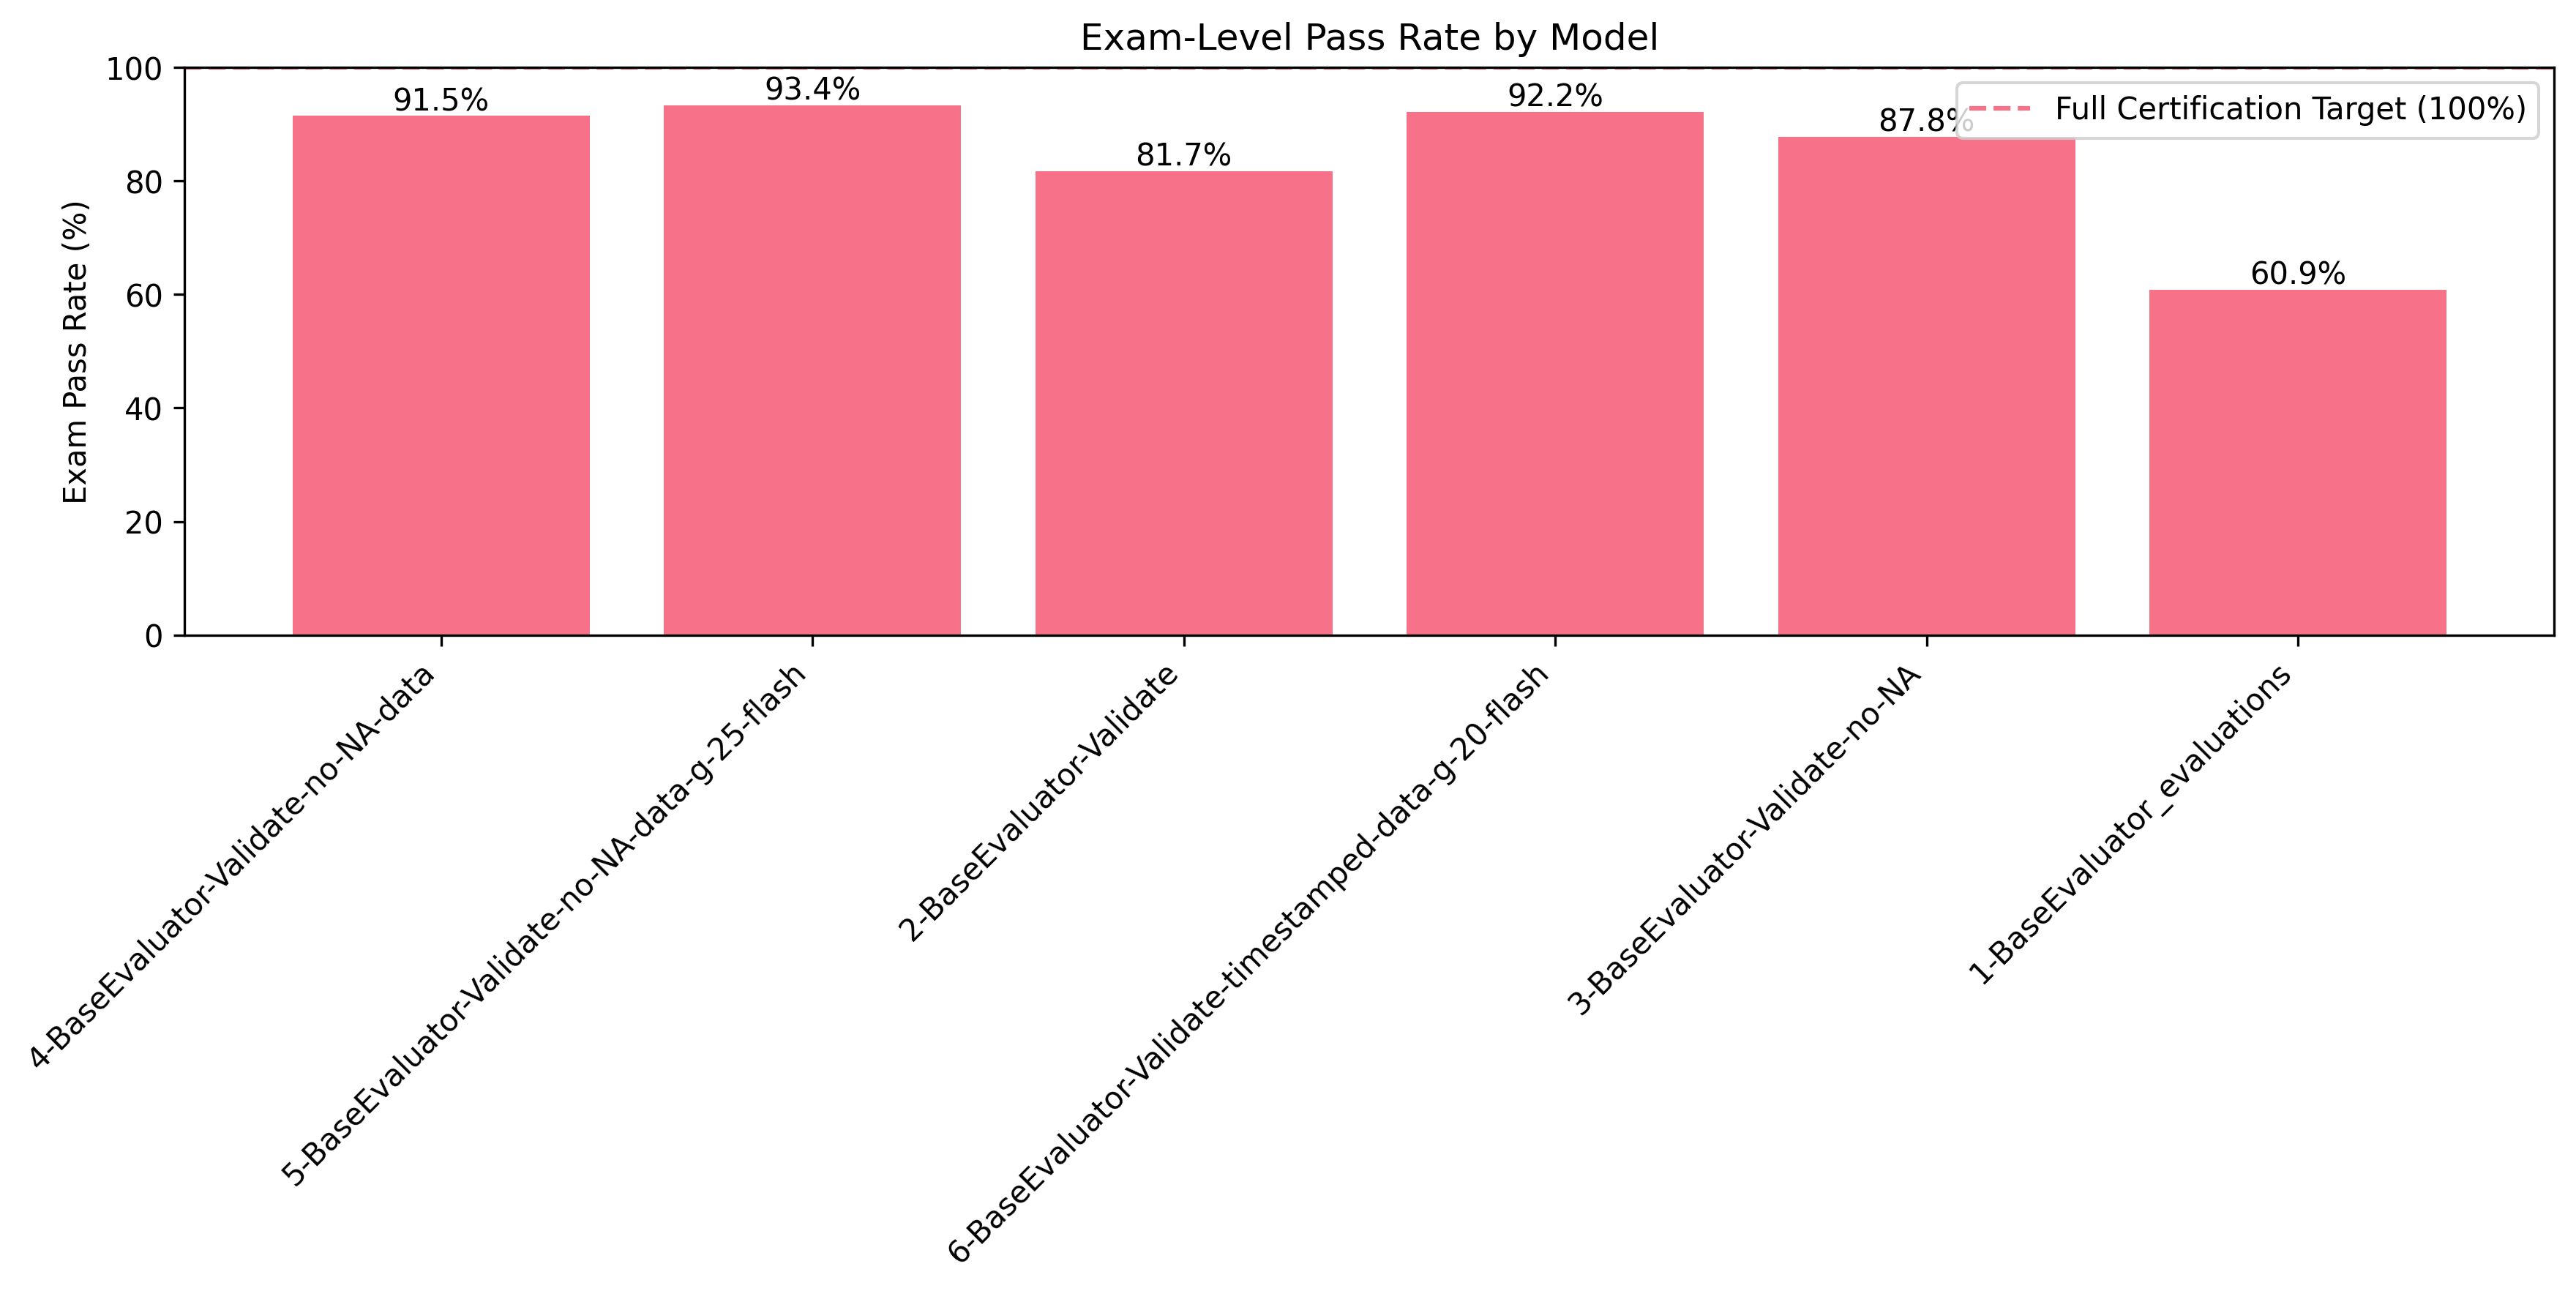 Exam-Level Pass Rate by Model
Exam Pass Rate (%)
100
80
60
40
20
0
91.5%
93.4%
81.7%
92.2%
87.8%
60.9%
Full Certification Target (100%)
4-BaseEvaluator-Validate-no-NA-data
5-BaseEvaluator-Validate-no-NA-data-g-25-flash
2-BaseEvaluator-Validate
6-BaseEvaluator-Validate-timestamped-data-g-20-flash
3-BaseEvaluator-Validate-no-NA
1-BaseEvaluator_evaluations